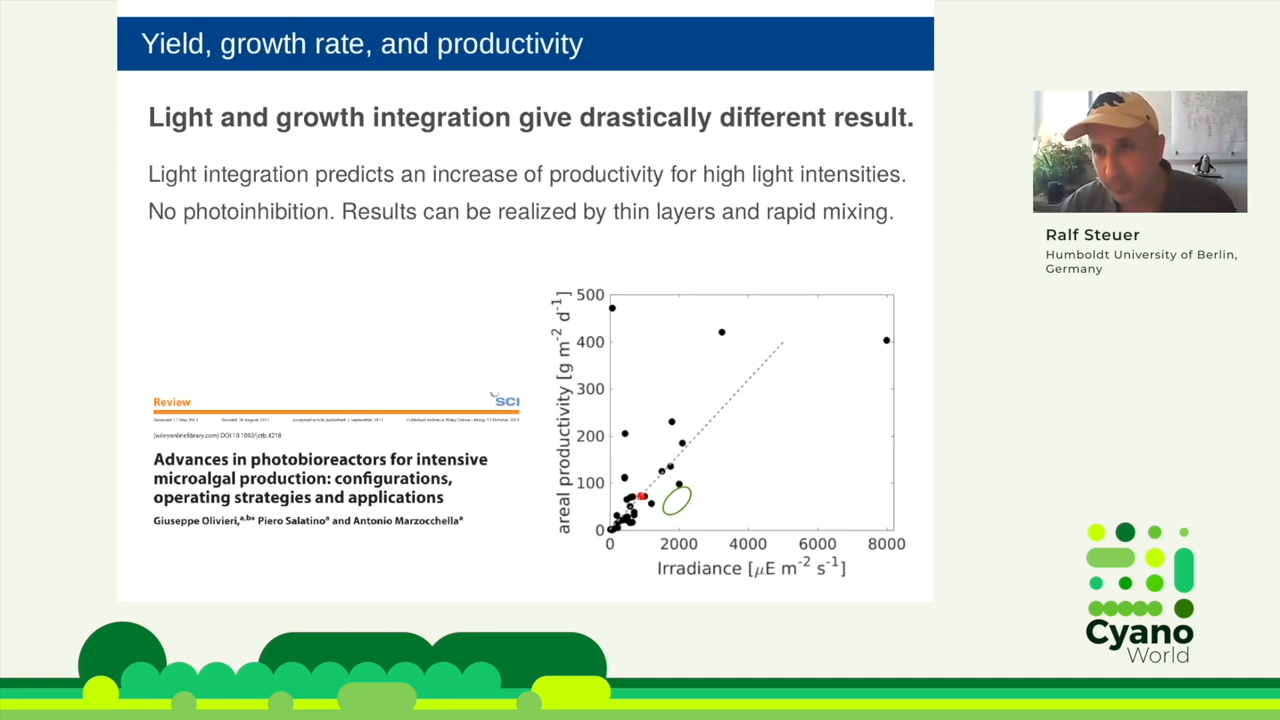 Yield, growth rate, and productivity
Light and growth integration give drastically different result.
Light integration predicts an increase of productivity for high light intensities.
No photoinhibition. Results can be realized by thin layers and rapid mixing.
Review
SCI
(wileyonlinelibrary.com) DOI 10.1002/jctb.4218
Advances in photobioreactors for intensive
microalgal production: configurations,
operating strategies and applications
Giuseppe Olivieri,a,b* Piero Salatinoa and Antonio Marzocchellaa
areal productivity [g m-2 d-1]
500
400
300
200
100
0
0 2000 4000 6000 8000
Irradiance [μE m-2 s-1]
Ralf Steuer
Humboldt University of Berlin,
Germany
Cyano
World